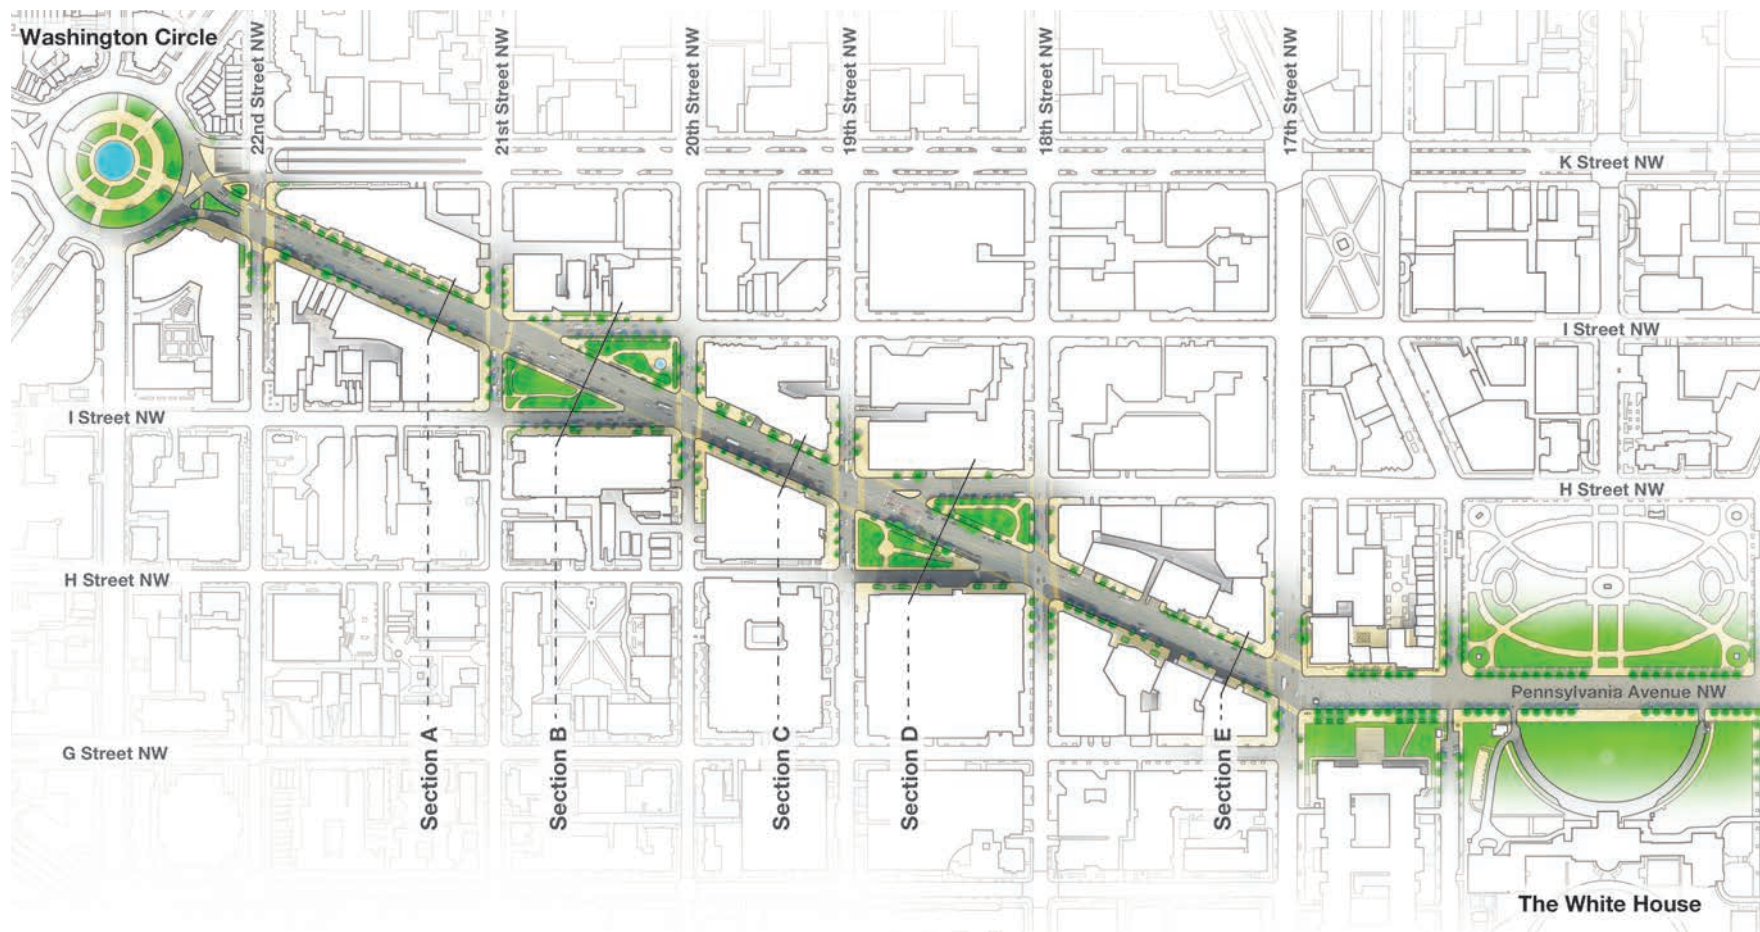 Washington Circle
22nd Street NW
21st Street NW
20th Street NW
19th Street NW
18th Street NW
17th Street NW
K Street NW
I Street NW
I Street NW
H Street NW
H Street NW
Pennsylvania Avenue NW
G Street NW
Section A
Section B
Section C
Section D
Section E
The White House